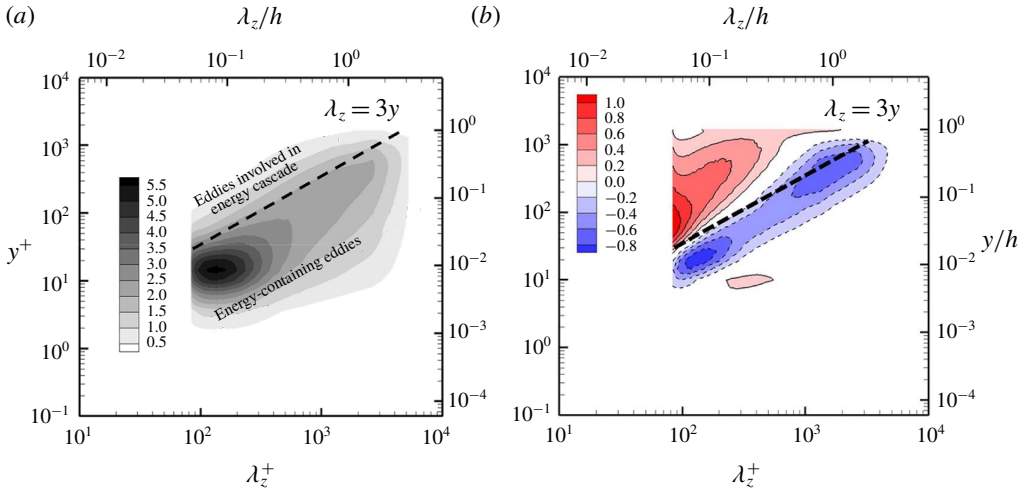 (a)
λz/h
10^−2 10^−1 10^0
10^4
10^3
10^2
10^1
10^0
10^−1
y+
λz = 3y
Eddies involved in
energy cascade
Energy-containing eddies
5.5
5.0
4.5
4.0
3.5
3.0
2.5
2.0
1.5
1.0
0.5
10^0
10^−1
10^−2
10^−3
10^−4
10^1 10^2 10^3 10^4
λz+
(b)
λz/h
10^−2 10^−1 10^0
10^4
10^3
10^2
10^1
10^0
10^−1
λz = 3y
1.0
0.8
0.6
0.4
0.2
0.0
−0.2
−0.4
−0.6
−0.8
10^0
10^−1
10^−2
10^−3
10^−4
y/h
10^1 10^2 10^3 10^4
λz+